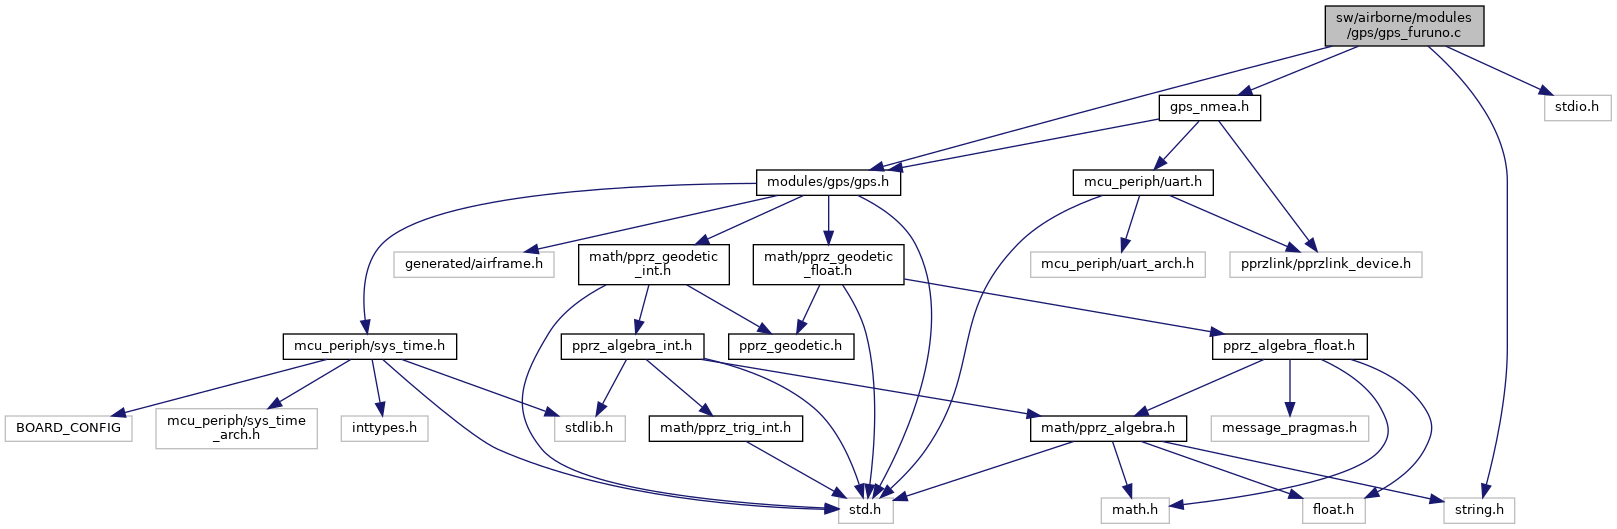 sw/airborne/modules
/gps/gps_furuno.c
gps_nmea.h
stdio.h
modules/gps/gps.h
mcu_periph/uart.h
generated/airframe.h
math/pprz_geodetic
_int.h
math/pprz_geodetic
_float.h
mcu_periph/uart_arch.h
pprzlink/pprzlink_device.h
mcu_periph/sys_time.h
pprz_algebra_int.h
pprz_geodetic.h
pprz_algebra_float.h
BOARD_CONFIG
mcu_periph/sys_time
_arch.h
inttypes.h
stdlib.h
math/pprz_trig_int.h
math/pprz_algebra.h
message_pragmas.h
std.h
math.h
float.h
string.h